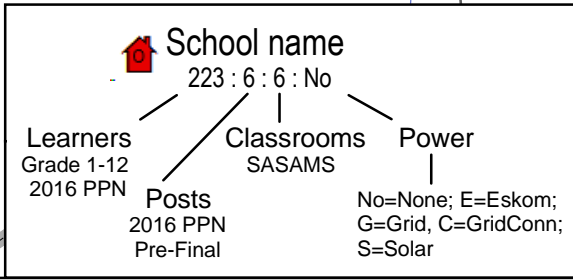 School name
223 : 6 : 6 : No
Learners
Grade 1-12
2016 PPN
Posts
2016 PPN
Pre-Final
Classrooms
SASAMS
Power
No=None; E=Eskom;
G=Grid, C=GridConn;
S=Solar